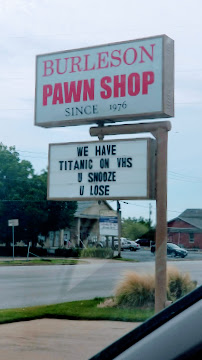 BURLESON
PAWN SHOP
SINCE 1976
WE HAVE
TITANIC ON VHS
U SNOOZE
U LOSE